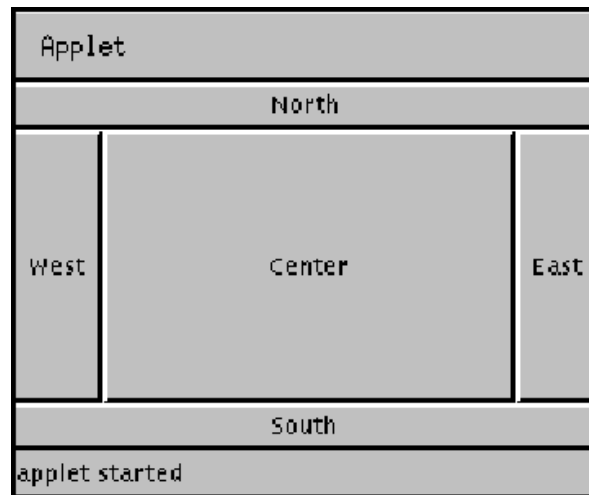 Applet
North
West Center East
South
applet started